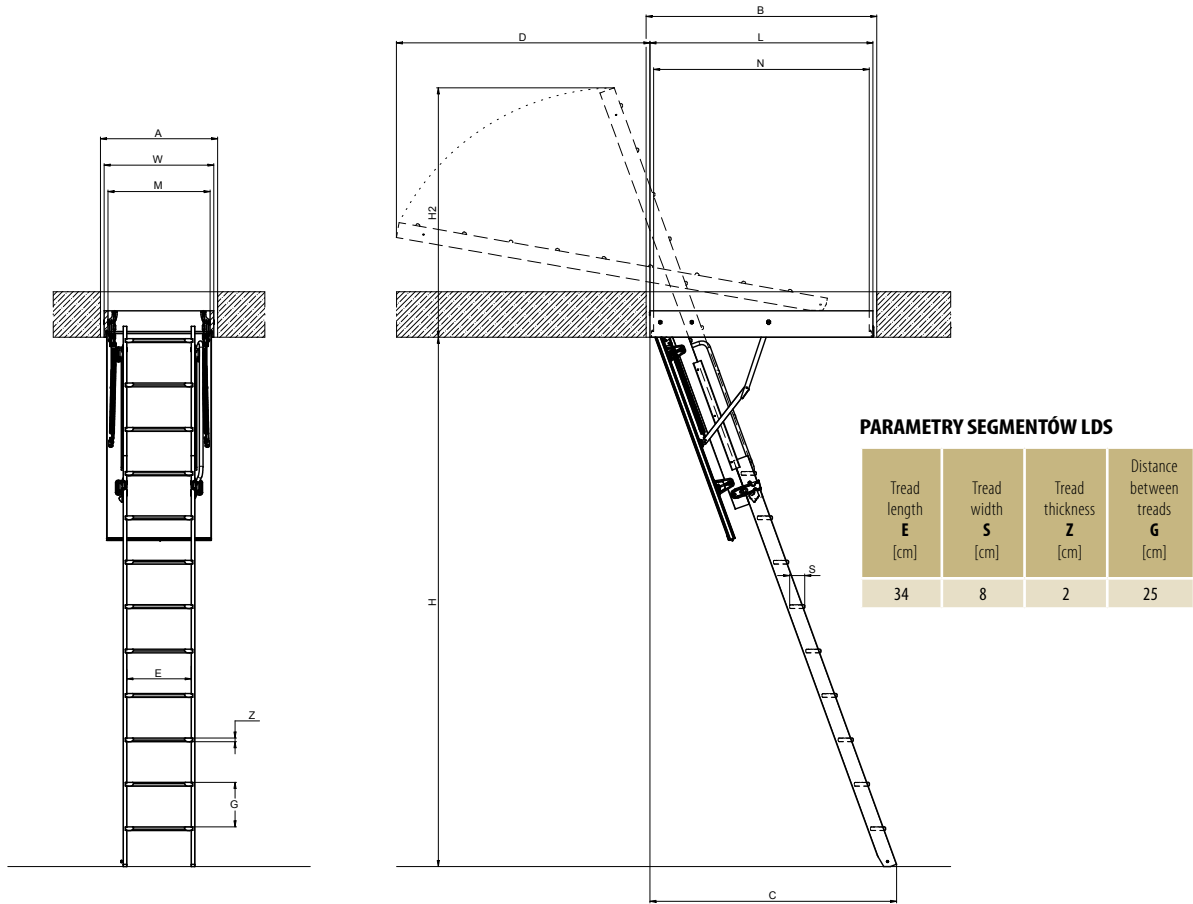 B
D
L
N
A
W
M
H2
PARAMETRY SEGMENTÓW LDS
Tread length E [cm]
Tread width S [cm]
Tread thickness Z [cm]
Distance between treads G [cm]
34 8 2 25
S
H
E
Z
G
C